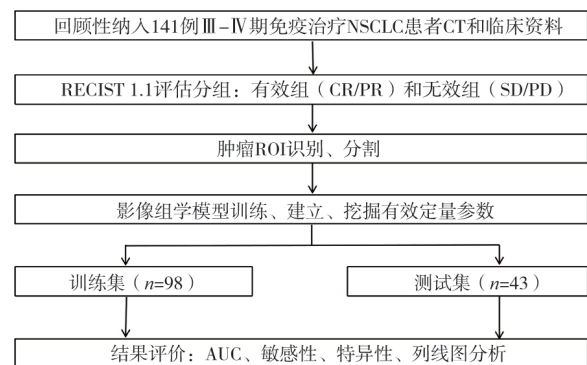 回顾性纳入141例Ⅲ-Ⅳ期免疫治疗NSCLC患者CT和临床资料
RECIST 1.1评估分组：有效组（CR/PR）和无效组（SD/PD）
肿瘤ROI识别、分割
影像组学模型训练、建立、挖掘有效定量参数
训练集（n=98）
测试集（n=43）
结果评价：AUC、敏感性、特异性、列线图分析